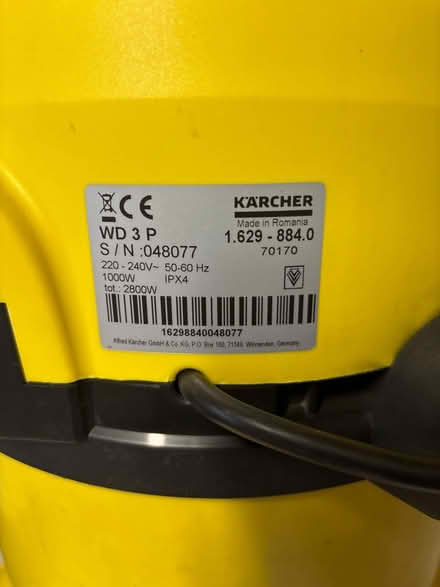 CE
KÄRCHER
Made in Romania
WD 3 P
1.629 - 884.0
S / N :048077
70170
220 - 240V~ 50-60 Hz
1000W IPX4
tot.: 2800W
16298840048077
Alfred Kärcher GmbH & Co. KG, P.O. Box 160, 71349, Winnenden, Germany